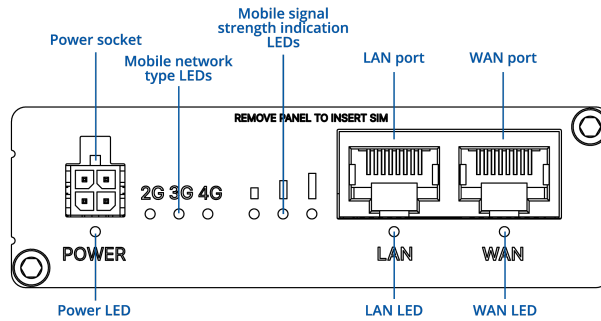 Mobile signal
strength indication
LEDs
Power socket
Mobile network
type LEDs
LAN port
WAN port
REMOVE PANEL TO INSERT SIM
2G 3G 4G
POWER
LAN
WAN
Power LED
LAN LED
WAN LED